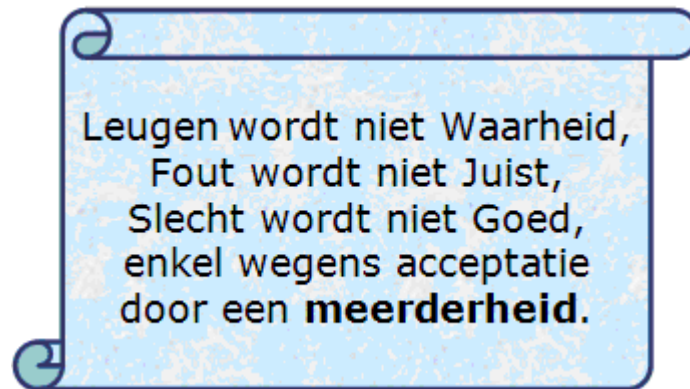 Leugen wordt niet Waarheid,
Fout wordt niet Juist,
Slecht wordt niet Goed,
enkel wegens acceptatie
door een meerderheid.